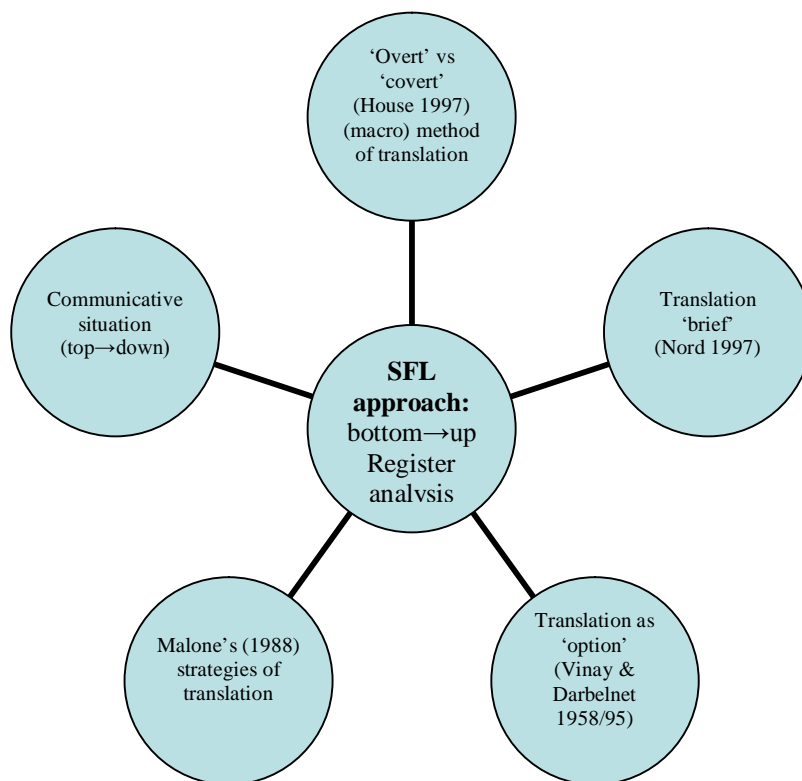 ‘Overt’ vs
‘covert’
(House 1997)
(macro) method
of translation
Communicative
situation
(top→down)
Translation
‘brief’
(Nord 1997)
SFL
approach:
bottom→up
Register
analysis
Malone’s (1988)
strategies of
translation
Translation as
‘option’
(Vinay &
Darbelnet
1958/95)